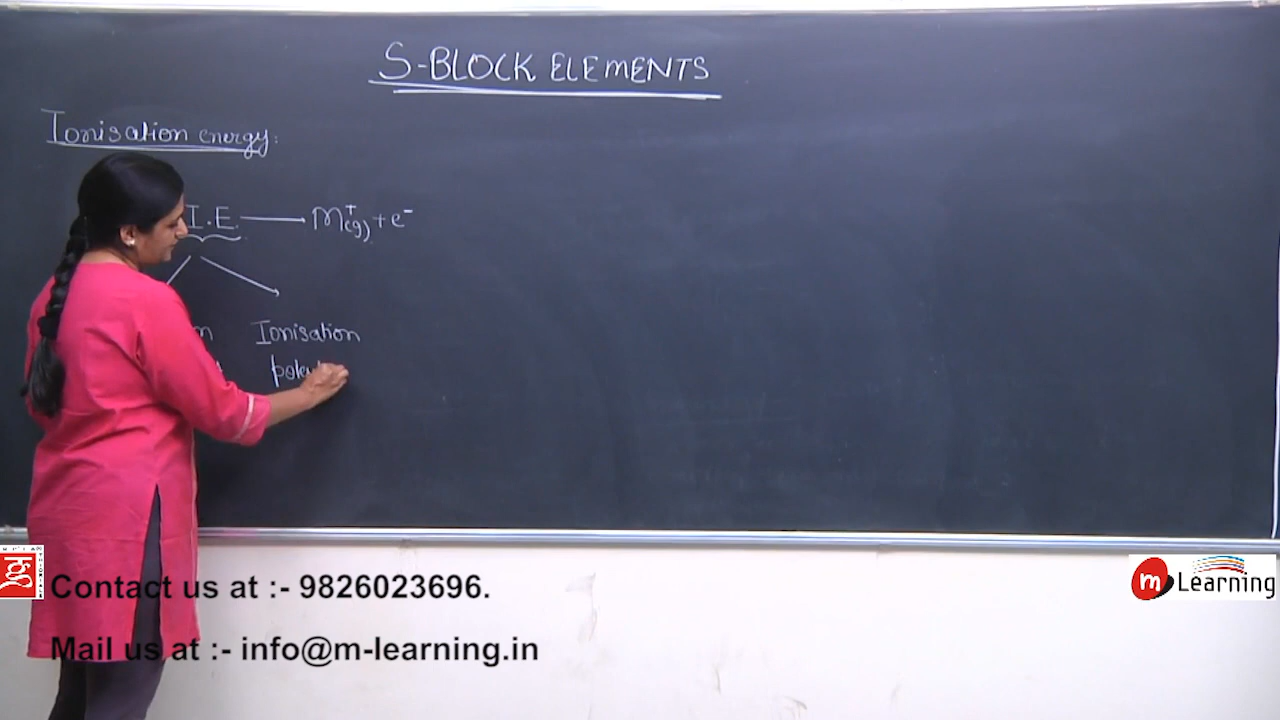 S-BLOCK ELEMENTS
Ionisation energy:
I.E. ⟶ M⁺(g) + e⁻
Ionisation
Contact us at :- 9826023696.
Mail us at :- info@m-learning.in
m Learning